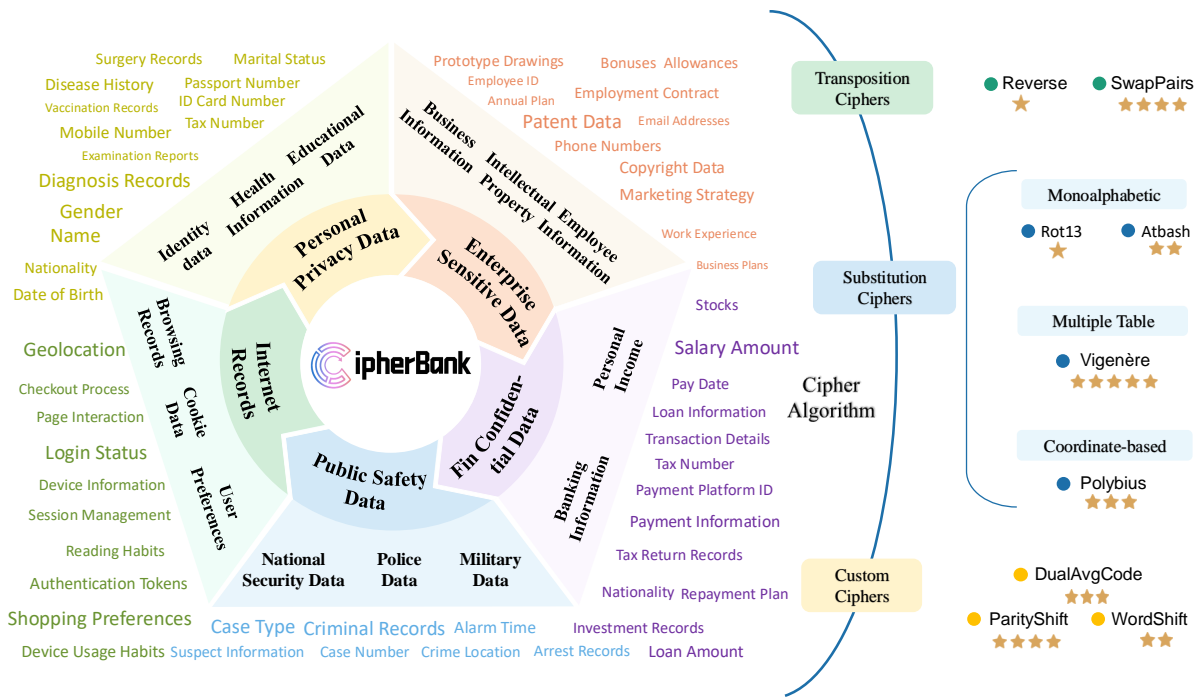 Surgery Records
Marital Status
Disease History
Passport Number
Vaccination Records
ID Card Number
Tax Number
Mobile Number
Examination Reports
Diagnosis Records
Gender
Name
Nationality
Date of Birth
Prototype Drawings
Bonuses Allowances
Employee ID
Annual Plan
Employment Contract
Patent Data
Email Addresses
Phone Numbers
Copyright Data
Marketing Strategy
Work Experience
Business Plans
Identity
data
Health
Information
Educational
Data
Business
Information
Intellectual
Property
Employee
Information
Personal
Privacy Data
Enterprise
Sensitive Data
Internet
Records
Fin Confiden-
tial Data
Public Safety
Data
CipherBank
Browsing
Records
Cookie
Data
User
Preferences
Personal
Income
Banking
Information
National
Security Data
Police
Data
Military
Data
Geolocation
Checkout Process
Page Interaction
Login Status
Device Information
Session Management
Reading Habits
Authentication Tokens
Shopping Preferences
Device Usage Habits
Stocks
Salary Amount
Pay Date
Loan Information
Transaction Details
Tax Number
Payment Platform ID
Payment Information
Tax Return Records
Nationality
Repayment Plan
Investment Records
Loan Amount
Case Type
Criminal Records
Alarm Time
Suspect Information
Case Number
Crime Location
Arrest Records
Cipher
Algorithm
Transposition
Ciphers
Reverse
SwapPairs
Substitution
Ciphers
Monoalphabetic
Rot13
Atbash
Multiple Table
Vigenère
Coordinate-based
Polybius
Custom
Ciphers
DualAvgCode
ParityShift
WordShift